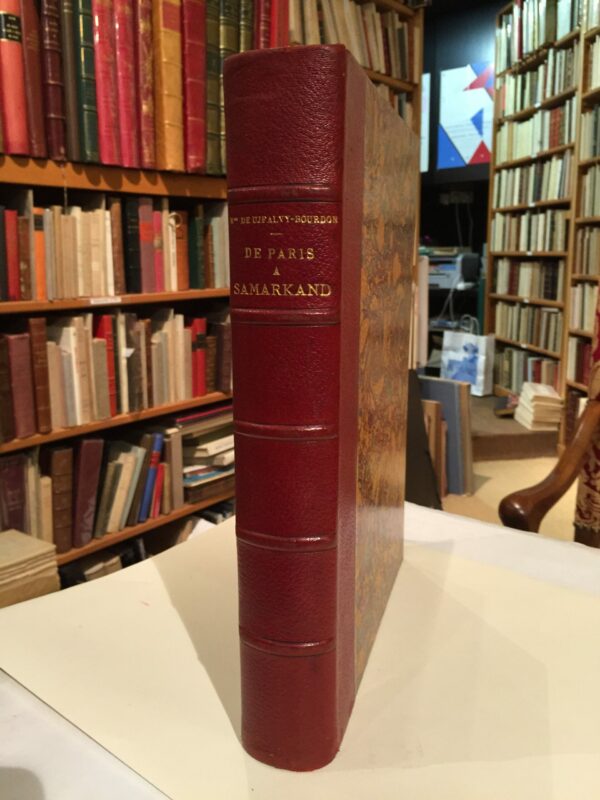 Mme DE UJFALVY-BOURDON
DE PARIS
A
SAMARKAND